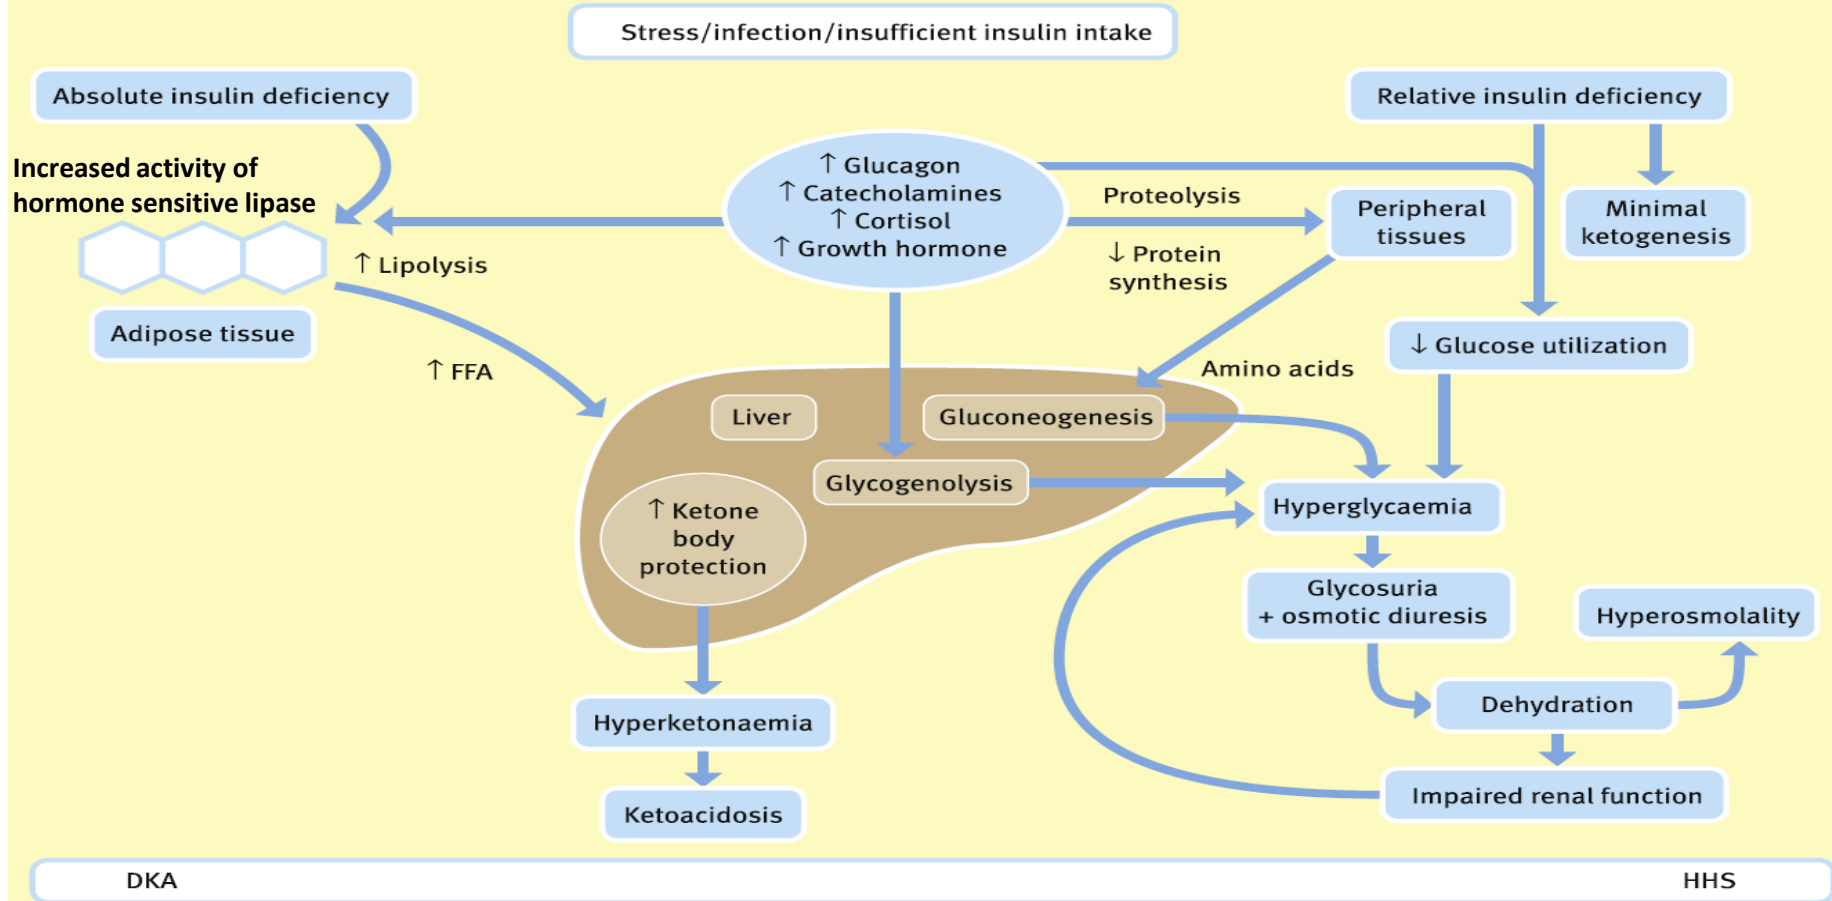 Stress/infection/insufficient insulin intake
Absolute insulin deficiency
Relative insulin deficiency
Increased activity of
hormone sensitive lipase
↑ Glucagon
↑ Catecholamines
↑ Cortisol
↑ Growth hormone
Proteolysis
↓ Protein
synthesis
Peripheral
tissues
Minimal
ketogenesis
↑ Lipolysis
Adipose tissue
↑ FFA
↓ Glucose utilization
Amino acids
Liver
Gluconeogenesis
Glycogenolysis
↑ Ketone
body
protection
Hyperglycaemia
Glycosuria
+ osmotic diuresis
Hyperosmolality
Dehydration
Impaired renal function
Hyperketonaemia
Ketoacidosis
DKA
HHS